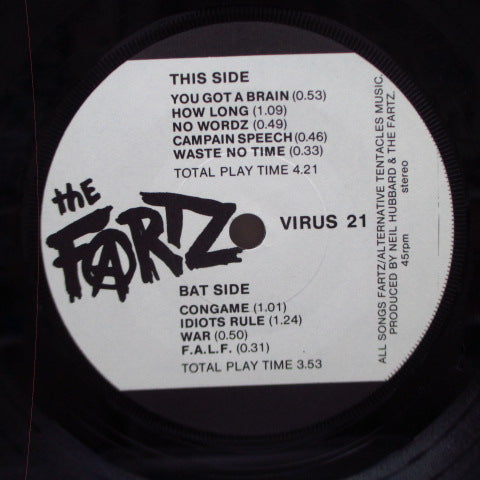 THIS SIDE
YOU GOT A BRAIN (0.53)
HOW LONG (1.09)
NO WORDZ (0.49)
CAMPAIN SPEECH (0.46)
WASTE NO TIME (0.33)
TOTAL PLAY TIME 4.21
thE
FARTZ
VIRUS 21
BAT SIDE
CONGAME (1.01)
IDIOTS RULE (1.24)
WAR (0.50)
F.A.L.F. (0.31)
TOTAL PLAY TIME 3.53
ALL SONGS FARTZ/ALTERNATIVE TENTACLES MUSIC.
PRODUCED BY NEIL HUBBARD & THE FARTZ.
45rpm stereo